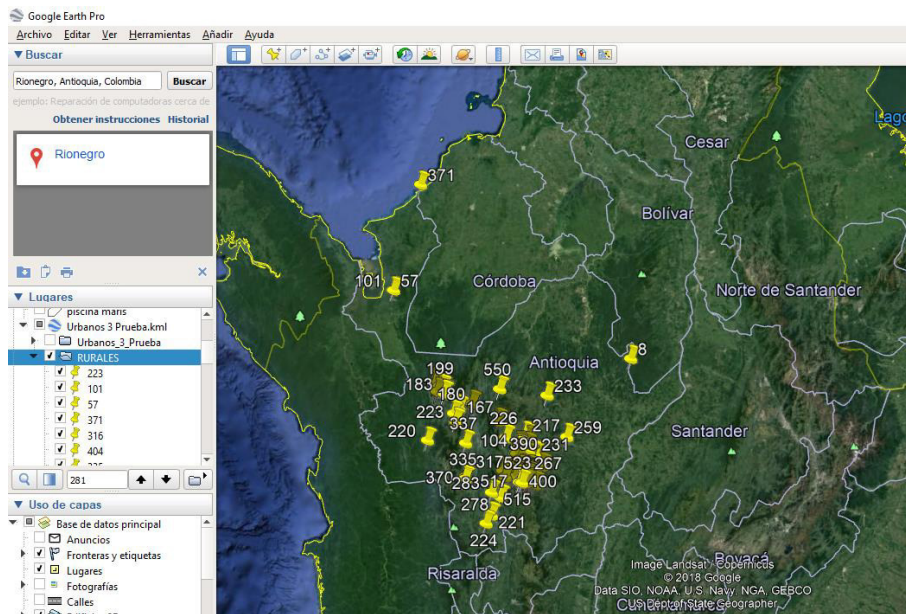 Google Earth Pro
Archivo Editar Ver Herramientas Añadir Ayuda
Buscar
Rionegro, Antioquia, Colombia Buscar
ejemplo: Reparación de computadoras cerca de
Obtener instrucciones Historial
Rionegro
Lugares
piscina maris
Urbanos 3 Prueba.kml
Urbanos_3_Prueba
RURALES
223
101
57
371
316
404
281
Uso de capas
Base de datos principal
Anuncios
Fronteras y etiquetas
Lugares
Fotografías
Calles
Lago
Cesar
371
Bolívar
101 57 Córdoba
Norte de Santander
8
Antioquia
199 550
183 180 233
223 167 226 217
337 259
220 104 390 231
Santander
335 317 523 267
370 283 517 400
278 515
221
224
Risaralda
Boyacá
Image Landsat / Copernicus
© 2018 Google
Data SIO, NOAA, U.S. Navy, NGA, GEBCO
US Dept of State Geographer
Cundinamarca